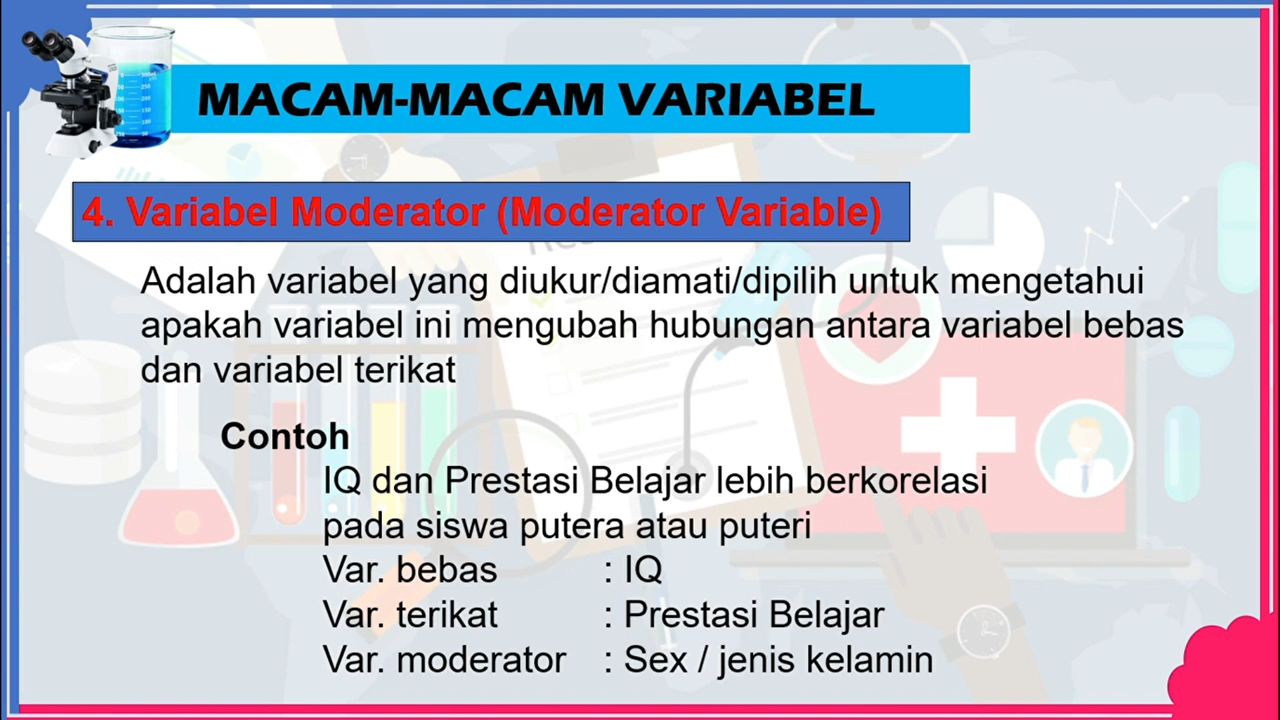 MACAM-MACAM VARIABEL
4. Variabel Moderator (Moderator Variable)
Adalah variabel yang diukur/diamati/dipilih untuk mengetahui
apakah variabel ini mengubah hubungan antara variabel bebas
dan variabel terikat
Contoh
IQ dan Prestasi Belajar lebih berkorelasi
pada siswa putera atau puteri
Var. bebas : IQ
Var. terikat : Prestasi Belajar
Var. moderator : Sex / jenis kelamin